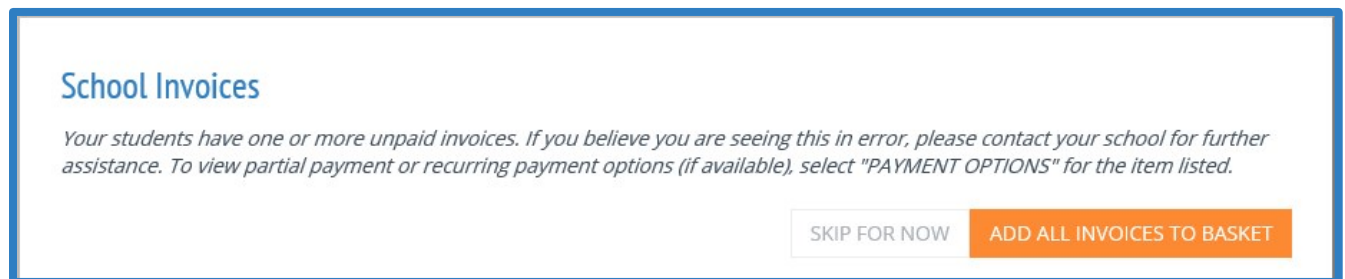 School Invoices
Your students have one or more unpaid invoices. If you believe you are seeing this in error, please contact your school for further
assistance. To view partial payment or recurring payment options (if available), select "PAYMENT OPTIONS" for the item listed.
SKIP FOR NOW ADD ALL INVOICES TO BASKET